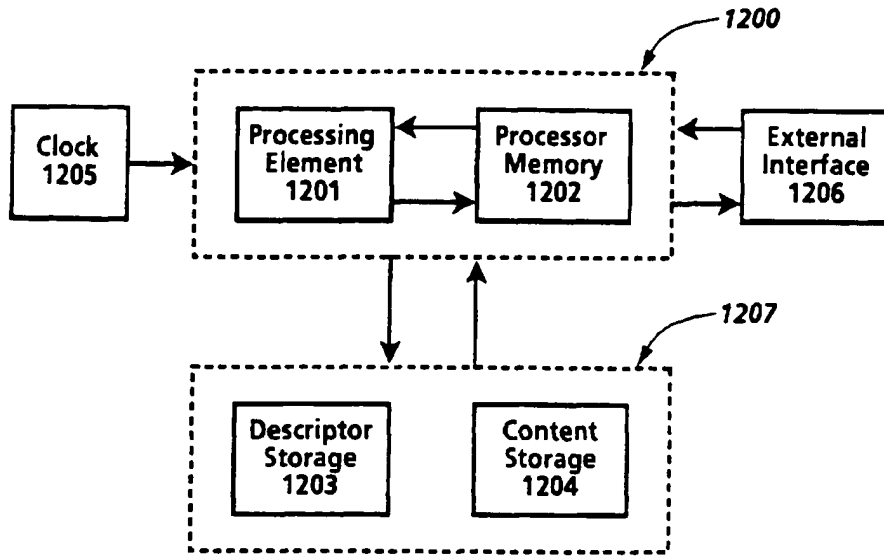 1200
Clock
1205
Processing
Element
1201
Processor
Memory
1202
External
Interface
1206
1207
Descriptor
Storage
1203
Content
Storage
1204